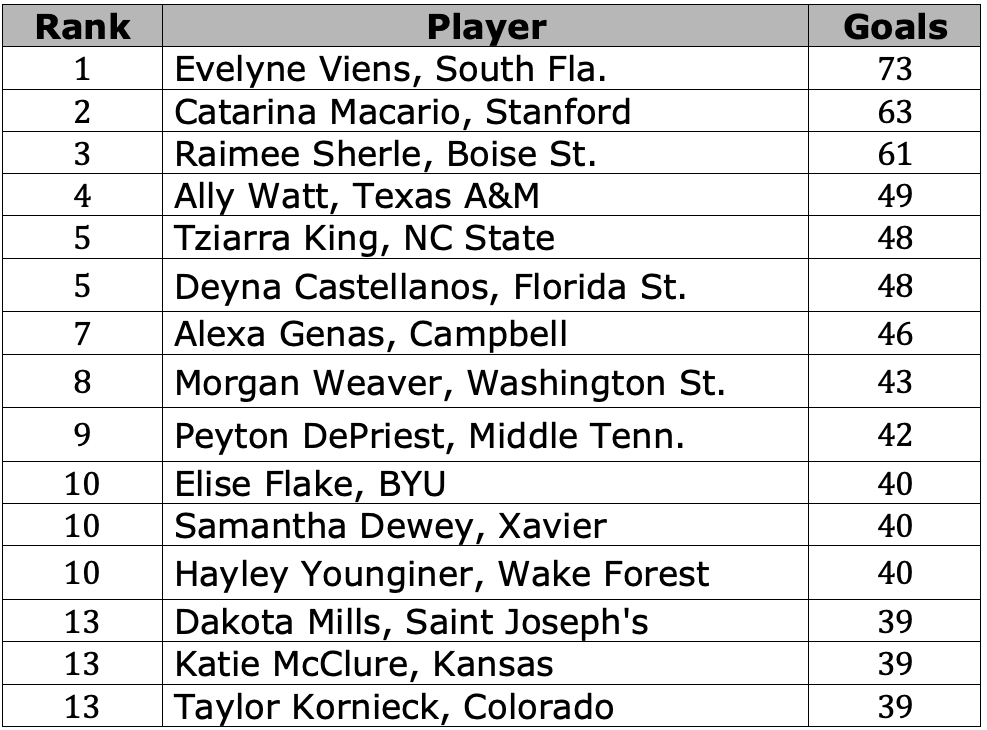 Rank Player Goals
1 Evelyne Viens, South Fla. 73
2 Catarina Macario, Stanford 63
3 Raimee Sherle, Boise St. 61
4 Ally Watt, Texas A&M 49
5 Tziarra King, NC State 48
5 Deyna Castellanos, Florida St. 48
7 Alexa Genas, Campbell 46
8 Morgan Weaver, Washington St. 43
9 Peyton DePriest, Middle Tenn. 42
10 Elise Flake, BYU 40
10 Samantha Dewey, Xavier 40
10 Hayley Younginer, Wake Forest 40
13 Dakota Mills, Saint Joseph's 39
13 Katie McClure, Kansas 39
13 Taylor Kornieck, Colorado 39